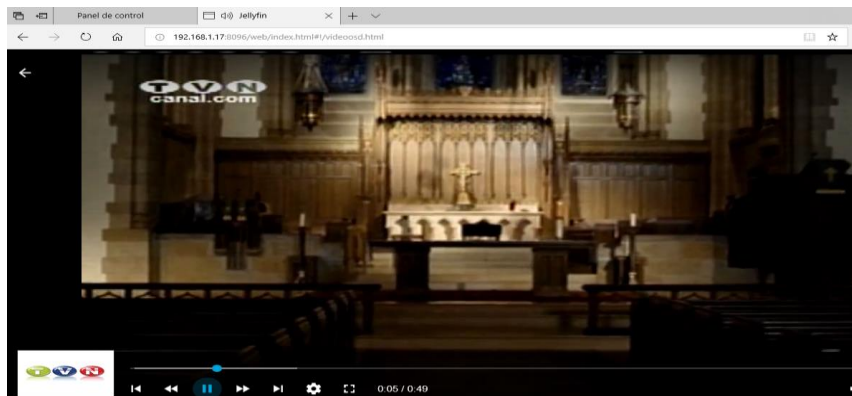 Panel de control
Jellyfin
192.168.1.17:8096/web/index.html#!/videoosd.html
TVN
canal.com
TVN
0:05 / 0:49